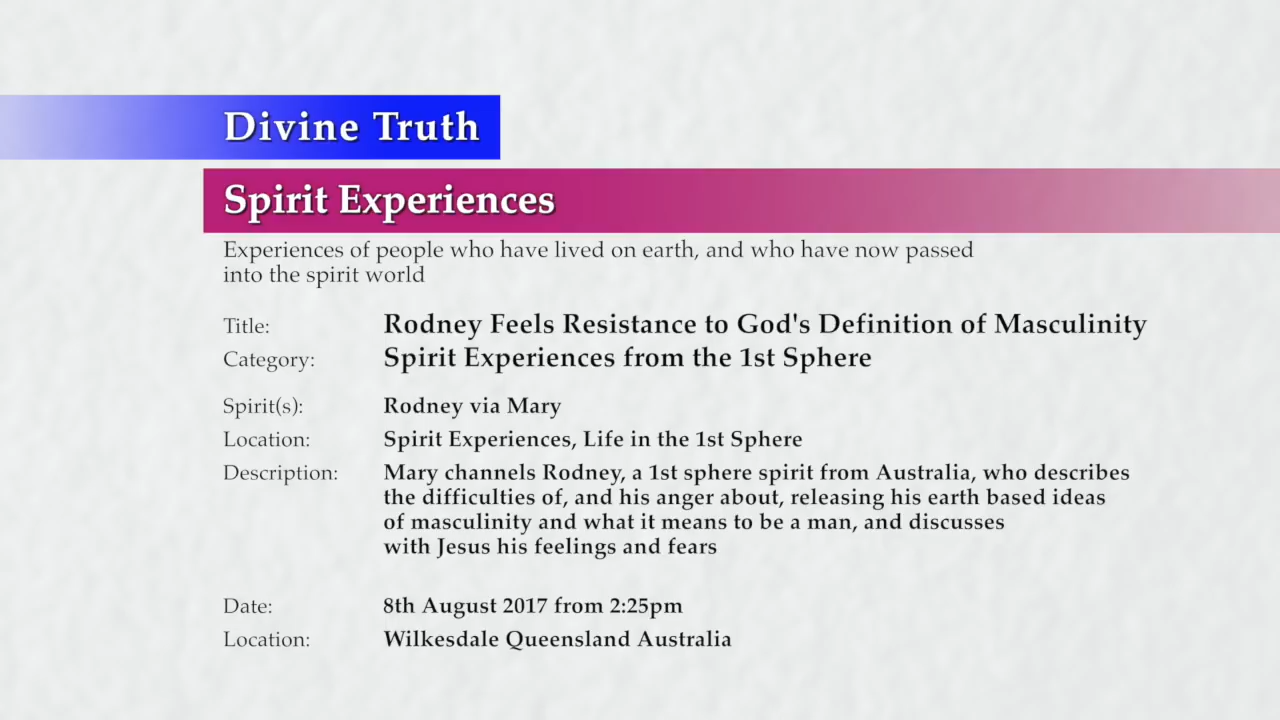 Divine Truth
Spirit Experiences
Experiences of people who have lived on earth, and who have now passed
into the spirit world
Title: Rodney Feels Resistance to God's Definition of Masculinity
Category: Spirit Experiences from the 1st Sphere
Spirit(s): Rodney via Mary
Location: Spirit Experiences, Life in the 1st Sphere
Description: Mary channels Rodney, a 1st sphere spirit from Australia, who describes
the difficulties of, and his anger about, releasing his earth based ideas
of masculinity and what it means to be a man, and discusses
with Jesus his feelings and fears
Date: 8th August 2017 from 2:25pm
Location: Wilkesdale Queensland Australia